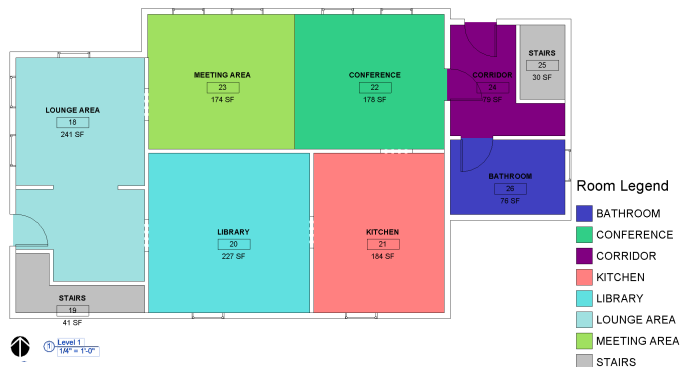 MEETING AREA
23
174 SF
CONFERENCE
22
178 SF
CORRIDOR
24
79 SF
STAIRS
25
30 SF
LOUNGE AREA
18
241 SF
BATHROOM
26
76 SF
LIBRARY
20
227 SF
KITCHEN
21
184 SF
STAIRS
19
41 SF
1
Level 1
1/4" = 1'-0"
Room Legend
BATHROOM
CONFERENCE
CORRIDOR
KITCHEN
LIBRARY
LOUNGE AREA
MEETING AREA
STAIRS